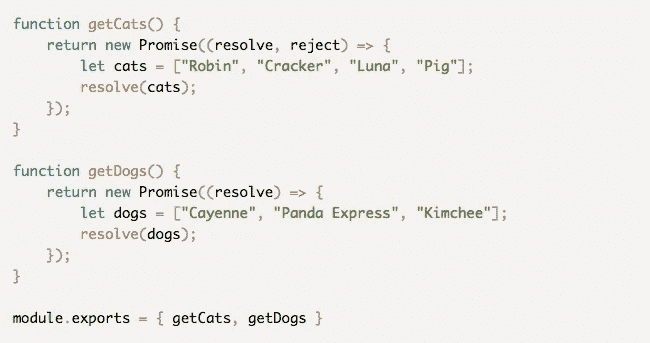 function getCats() {
    return new Promise((resolve, reject) => {
        let cats = ["Robin", "Cracker", "Luna", "Pig"];
        resolve(cats);
    });
}

function getDogs() {
    return new Promise((resolve) => {
        let dogs = ["Cayenne", "Panda Express", "Kimchee"];
        resolve(dogs);
    });
}

module.exports = { getCats, getDogs }